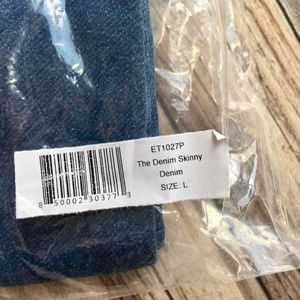 ET1027P
The Denim Skinny
Denim
SIZE: L
8 50002 30377 3